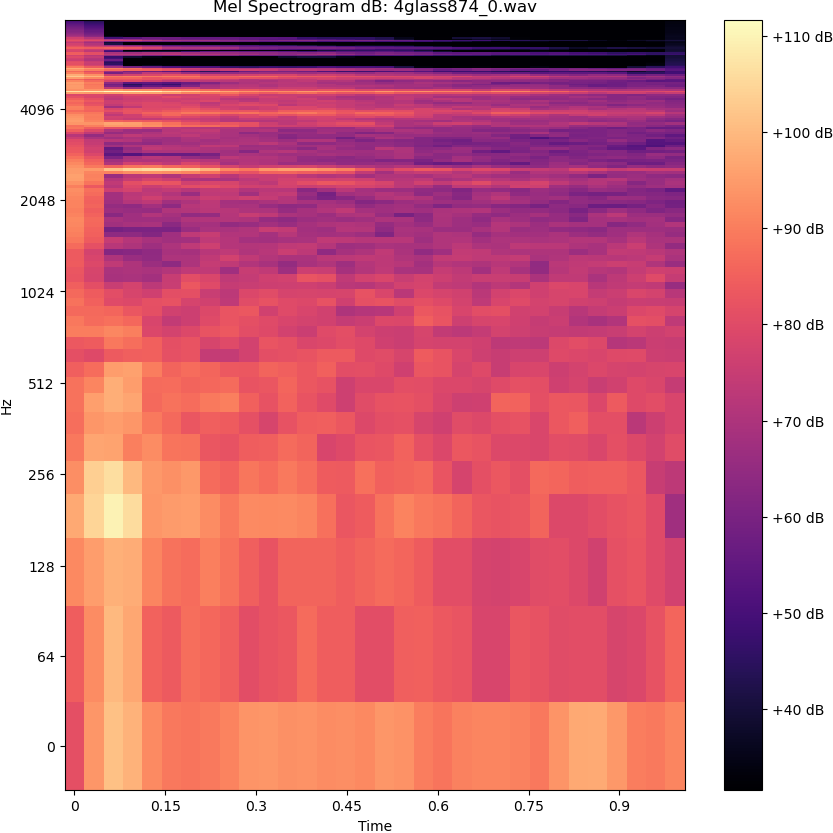 Mel Spectrogram dB: 4glass874_0.wav
Hz
4096
2048
1024
512
256
128
64
0
0 0.15 0.3 0.45 0.6 0.75 0.9
Time
+110 dB
+100 dB
+90 dB
+80 dB
+70 dB
+60 dB
+50 dB
+40 dB